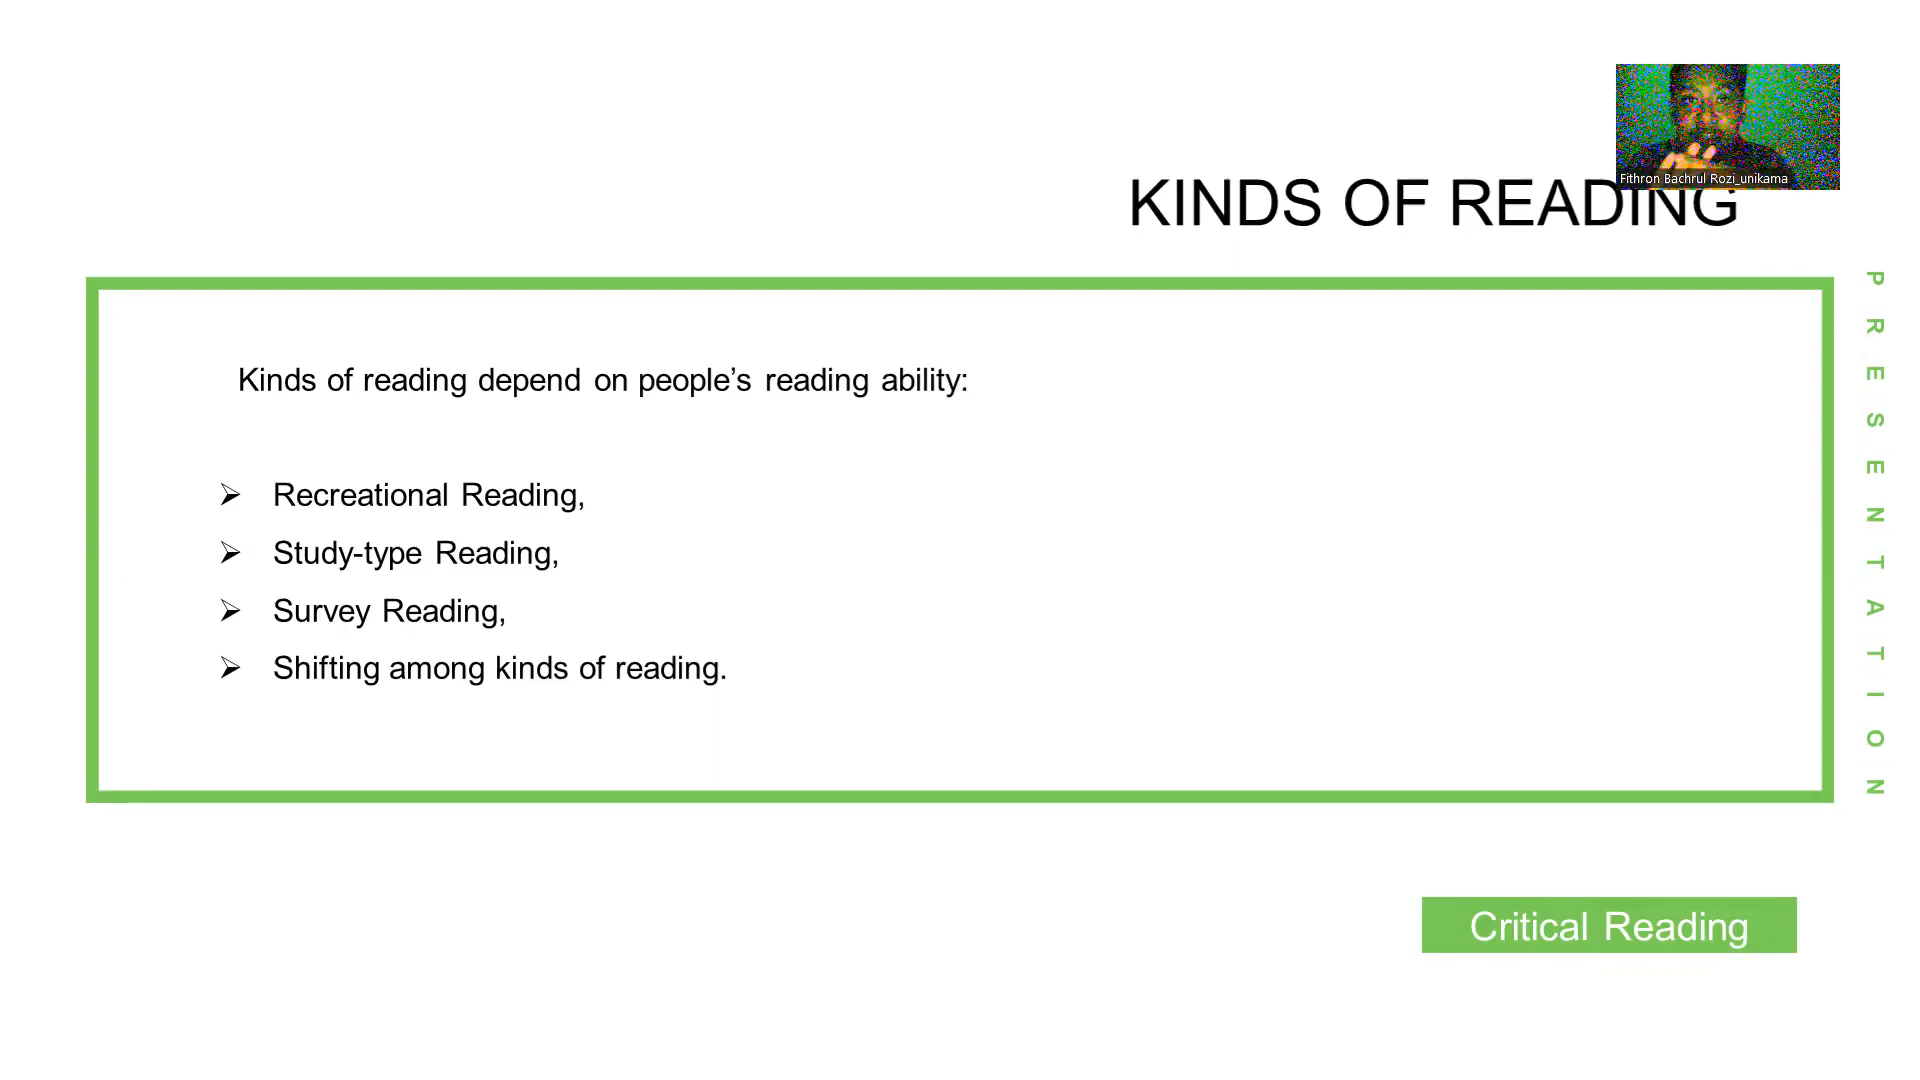 Fithron Bachrul Rozi_unikama
KINDS OF READING
Kinds of reading depend on people’s reading ability:
➢ Recreational Reading,
➢ Study-type Reading,
➢ Survey Reading,
➢ Shifting among kinds of reading.
PRESENTATION
Critical Reading